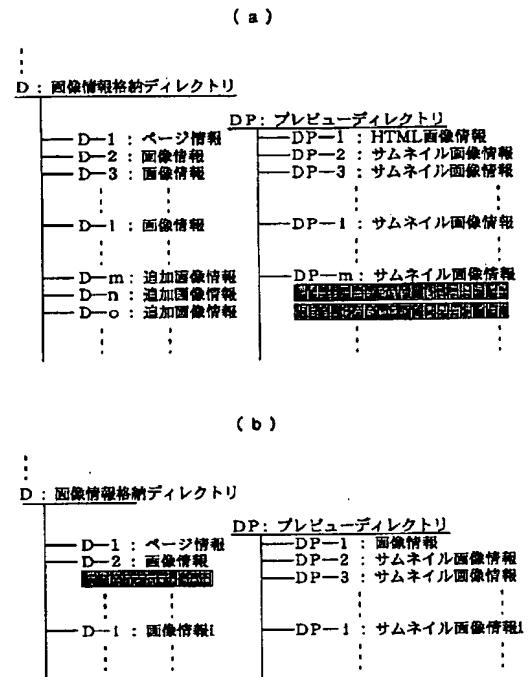 (a)
D : 画像情報格納ディレクトリ
DP: プレビューディレクトリ
D—1 : ページ情報
DP—1 : HTML画像情報
D—2 : 画像情報
DP—2 : サムネイル画像情報
D—3 : 画像情報
DP—3 : サムネイル画像情報
D—l : 画像情報
DP—l : サムネイル画像情報
D—m : 追加画像情報
DP—m : サムネイル画像情報
D—n : 追加画像情報
D—o : 追加画像情報
(b)
D : 画像情報格納ディレクトリ
DP: プレビューディレクトリ
D—1 : ページ情報
DP—1 : 画像情報
D—2 : 画像情報
DP—2 : サムネイル画像情報
DP—3 : サムネイル画像情報
D—i : 画像情報i
DP—i : サムネイル画像情報i